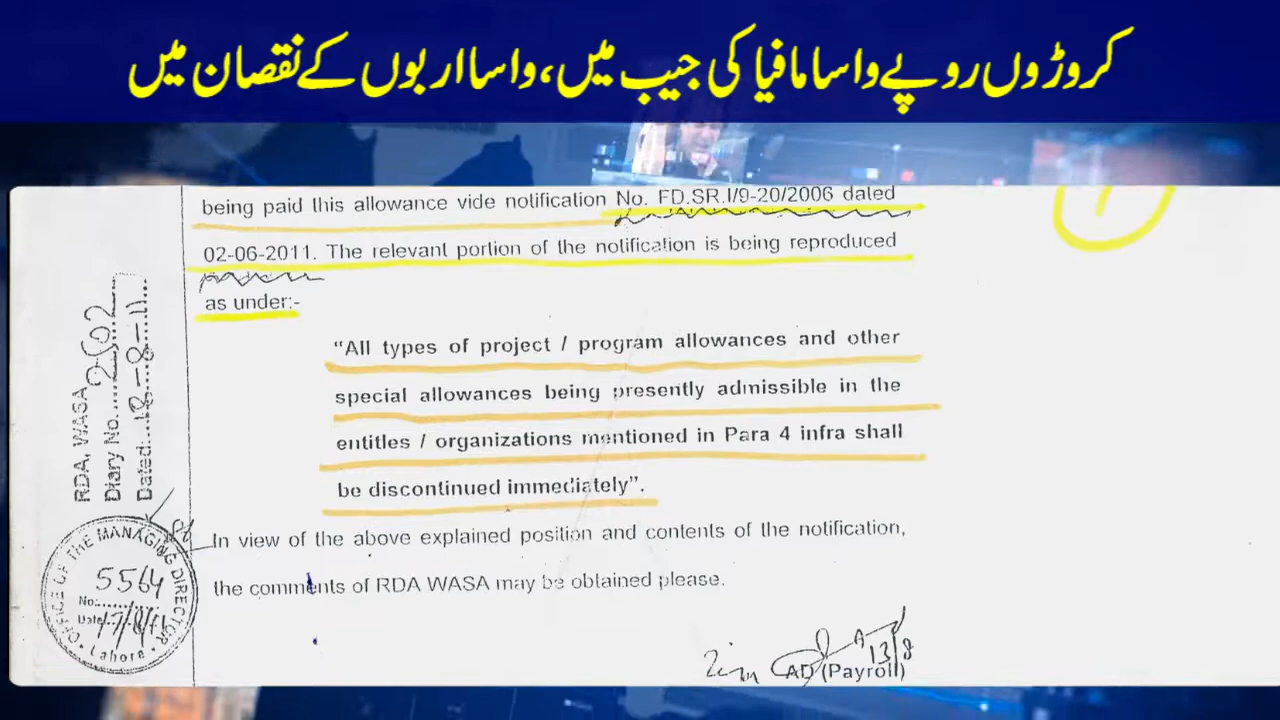 کروڑوں روپے واسا مافیا کی جیب میں، واسا اربوں کے نقصان میں
being paid this allowance vide notification No. FD.SR.I/9-20/2006 dated
02-06-2011. The relevant portion of the notification is being reproduced
as under:-
“All types of project / program allowances and other
special allowances being presently admissible in the
entitles / organizations mentioned in Para 4 infra shall
be discontinued immediately”.
In view of the above explained position and contents of the notification,
the comments of RDA WASA may be obtained please.
13/8
AD (Payroll)
RDA, WASA
Diary No. 2502
Dated: 18-8-11
OFFICE OF THE MANAGING DIRECTOR
No: 5564
Date 17/8/11
Lahore
1